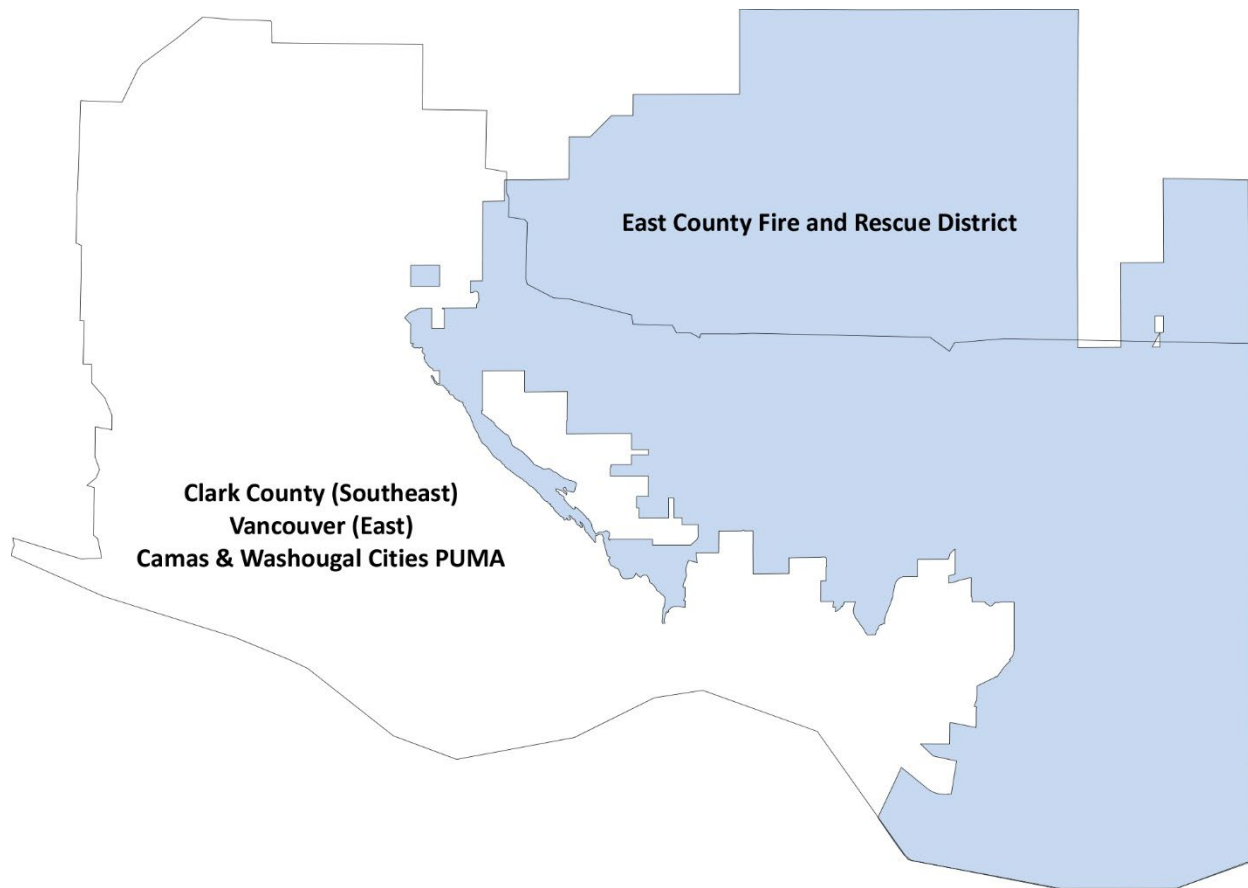 East County Fire and Rescue District
Clark County (Southeast)
Vancouver (East)
Camas & Washougal Cities PUMA